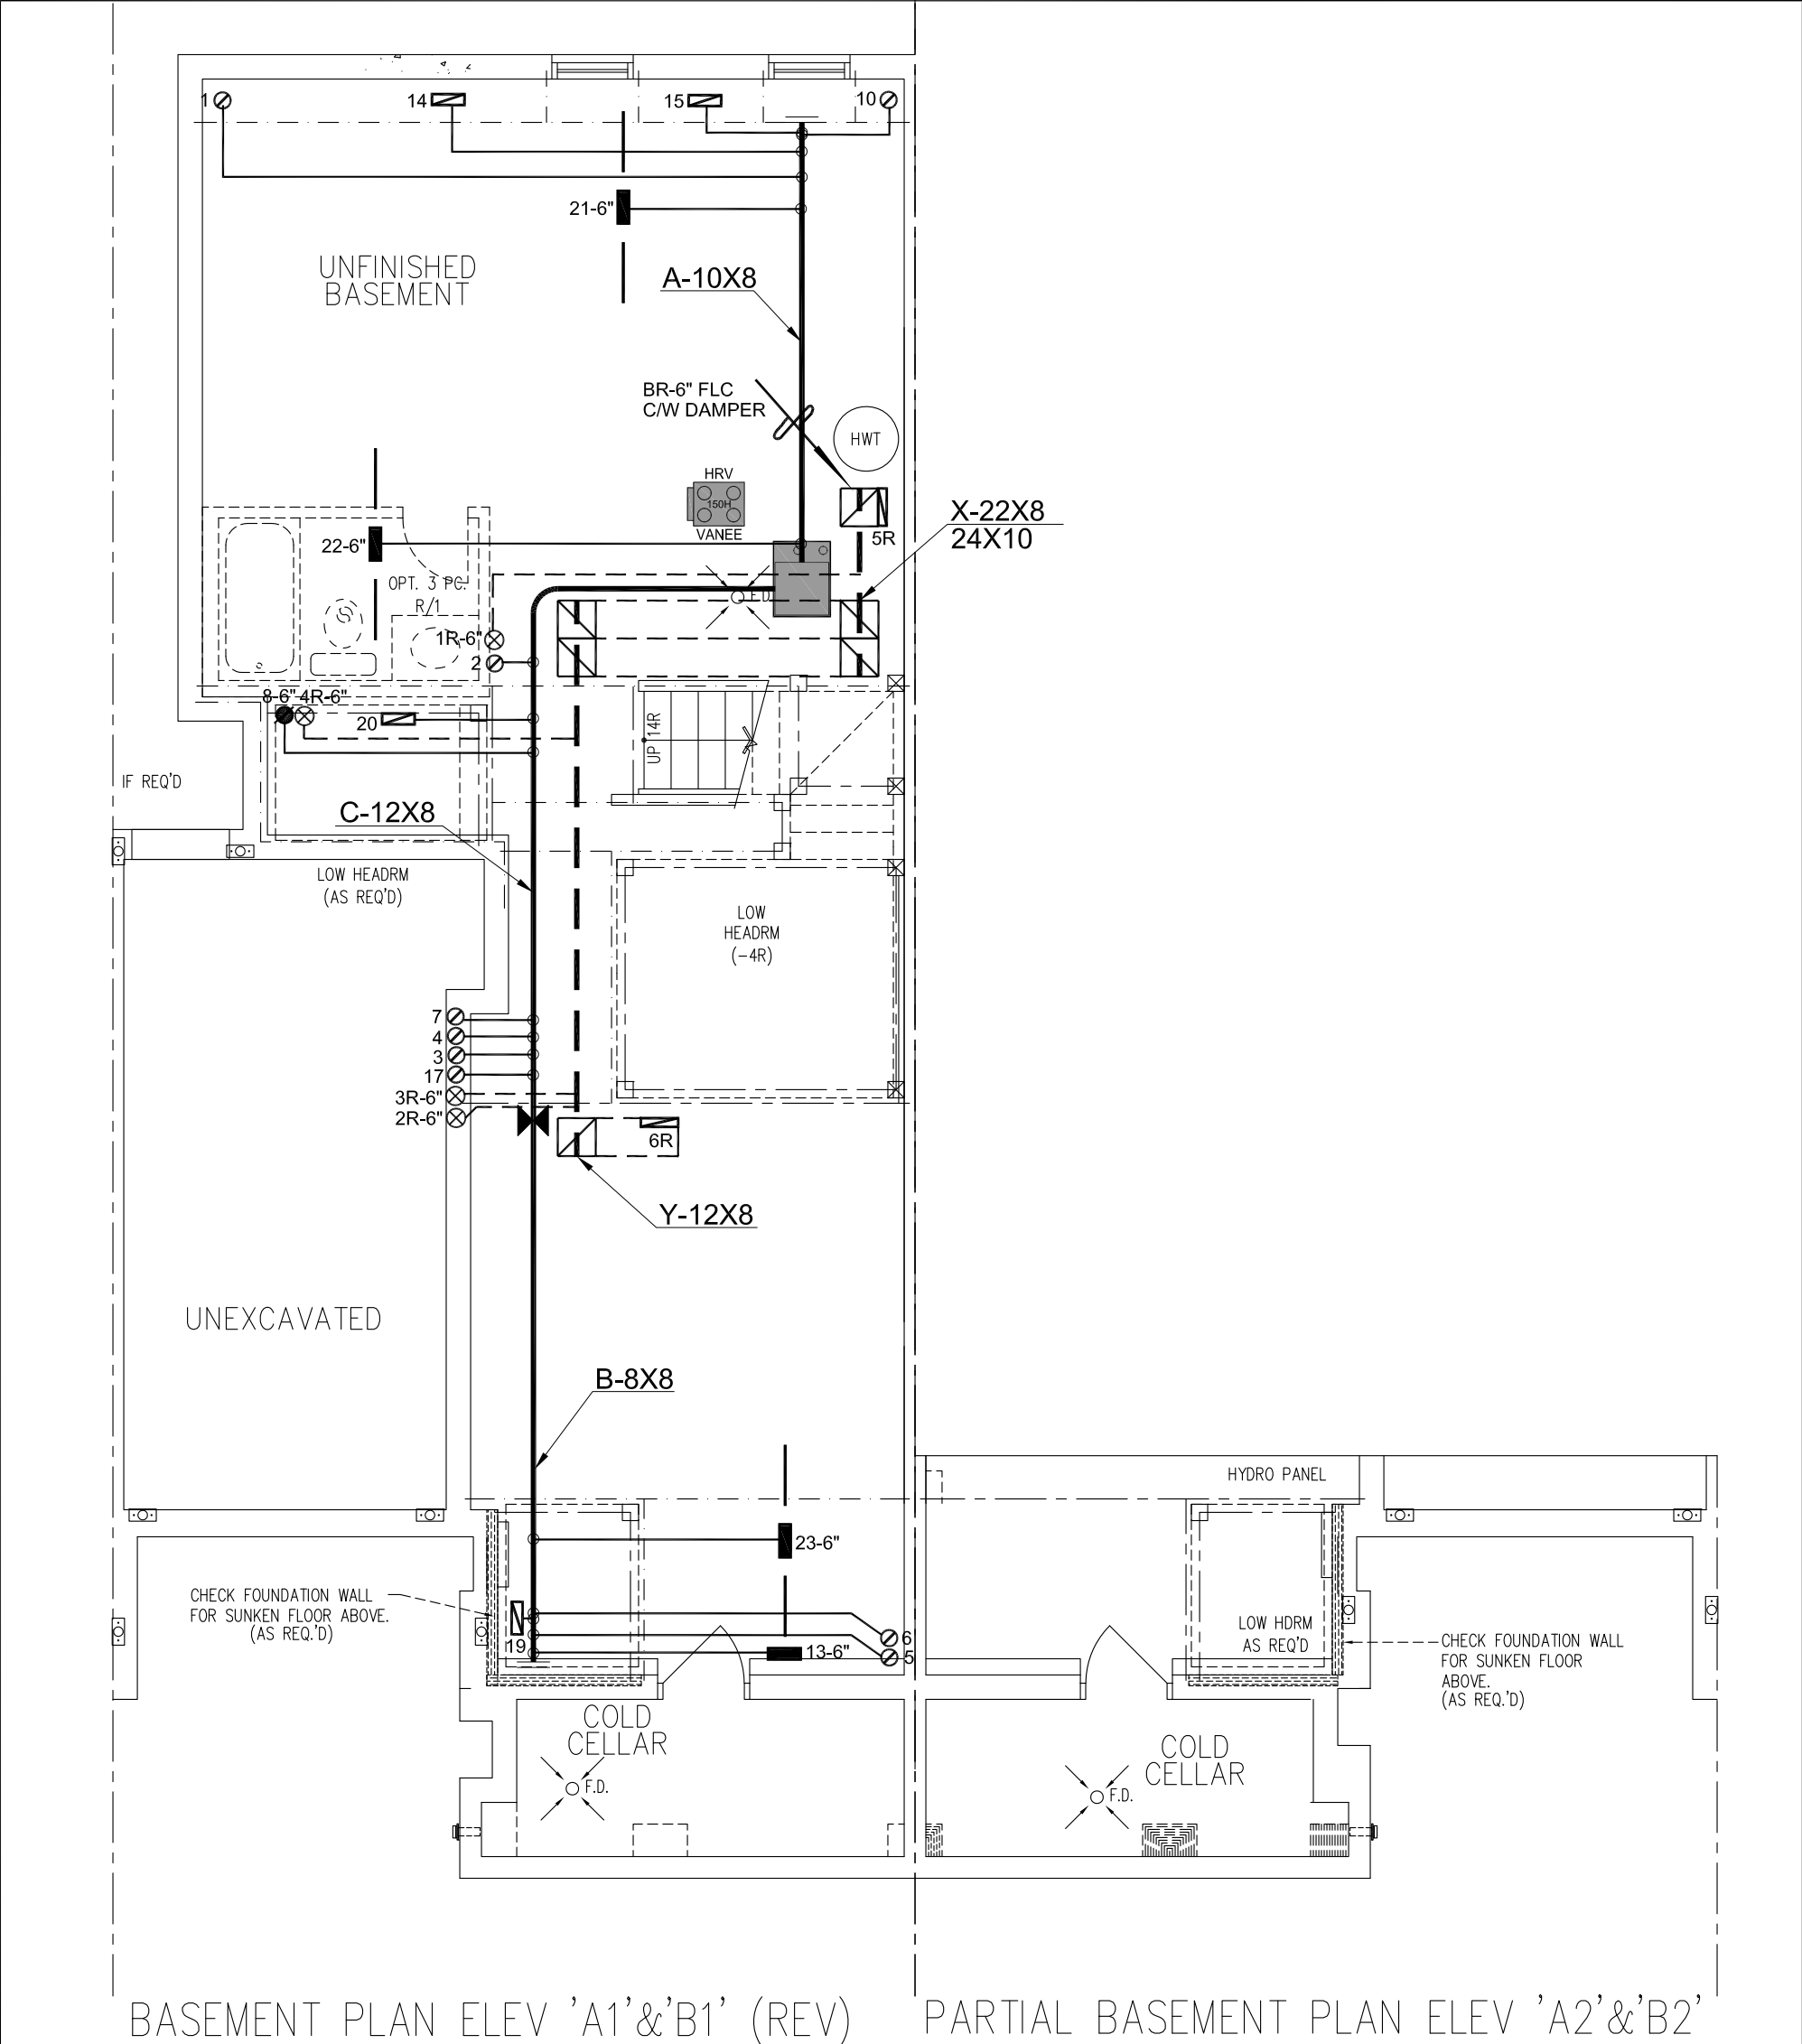 1
14
15
10
21-6"
UNFINISHED
BASEMENT
A-10X8
BR-6" FLC
C/W DAMPER
HWT
HRV
150H
VANEE
X-22X8
24X10
5R
22-6"
OPT. 3 PC.
R/1
F.D.
1R-6"
2
8-6" 4R-6"
20
UP 14R
IF REQ'D
C-12X8
LOW HEADRM
(AS REQ'D)
LOW
HEADRM
(-4R)
7
4
3
17
3R-6"
2R-6"
6R
Y-12X8
UNEXCAVATED
B-8X8
HYDRO PANEL
23-6"
CHECK FOUNDATION WALL
FOR SUNKEN FLOOR ABOVE.
(AS REQ.'D)
19
6
5
13-6"
LOW HDRM
AS REQ'D
CHECK FOUNDATION WALL
FOR SUNKEN FLOOR
ABOVE.
(AS REQ.'D)
COLD
CELLAR
F.D.
COLD
CELLAR
F.D.
BASEMENT PLAN ELEV 'A1'&'B1' (REV)
PARTIAL BASEMENT PLAN ELEV 'A2'&'B2'